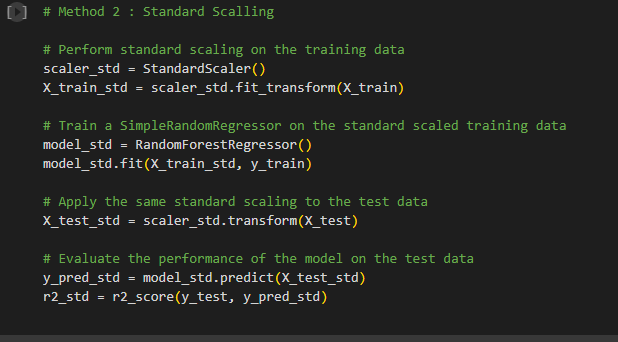 # Method 2 : Standard Scalling
# Perform standard scaling on the training data
scaler_std = StandardScaler()
X_train_std = scaler_std.fit_transform(X_train)
# Train a SimpleRandomRegressor on the standard scaled training data
model_std = RandomForestRegressor()
model_std.fit(X_train_std, y_train)
# Apply the same standard scaling to the test data
X_test_std = scaler_std.transform(X_test)
# Evaluate the performance of the model on the test data
y_pred_std = model_std.predict(X_test_std)
r2_std = r2_score(y_test, y_pred_std)